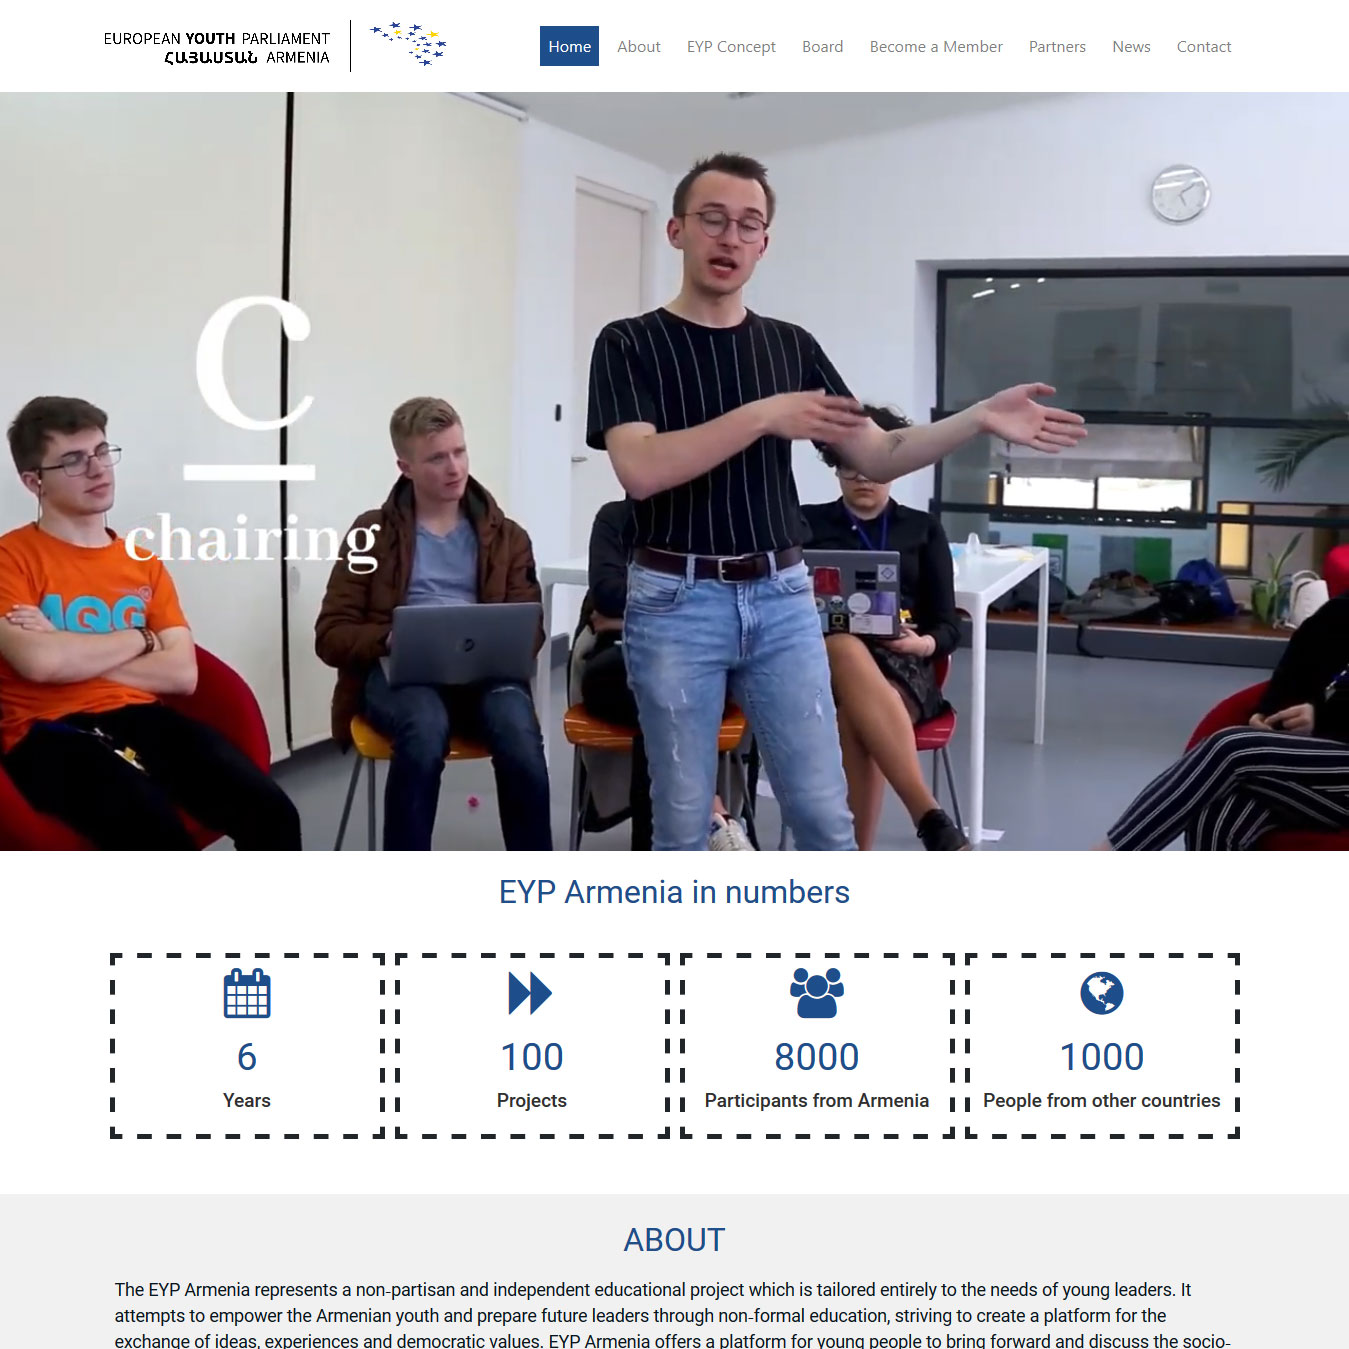 EUROPEAN YOUTH PARLIAMENT
ՀԱՅԱՍՏԱՆ ARMENIA
Home
About
EYP Concept
Board
Become a Member
Partners
News
Contact
C
chairing
AQG
EYP Armenia in numbers
6
Years
100
Projects
8000
Participants from Armenia
1000
People from other countries
ABOUT
The EYP Armenia represents a non-partisan and independent educational project which is tailored entirely to the needs of young leaders. It
attempts to empower the Armenian youth and prepare future leaders through non-formal education, striving to create a platform for the
exchange of ideas, experiences and democratic values. EYP Armenia offers a platform for young people to bring forward and discuss the socio-